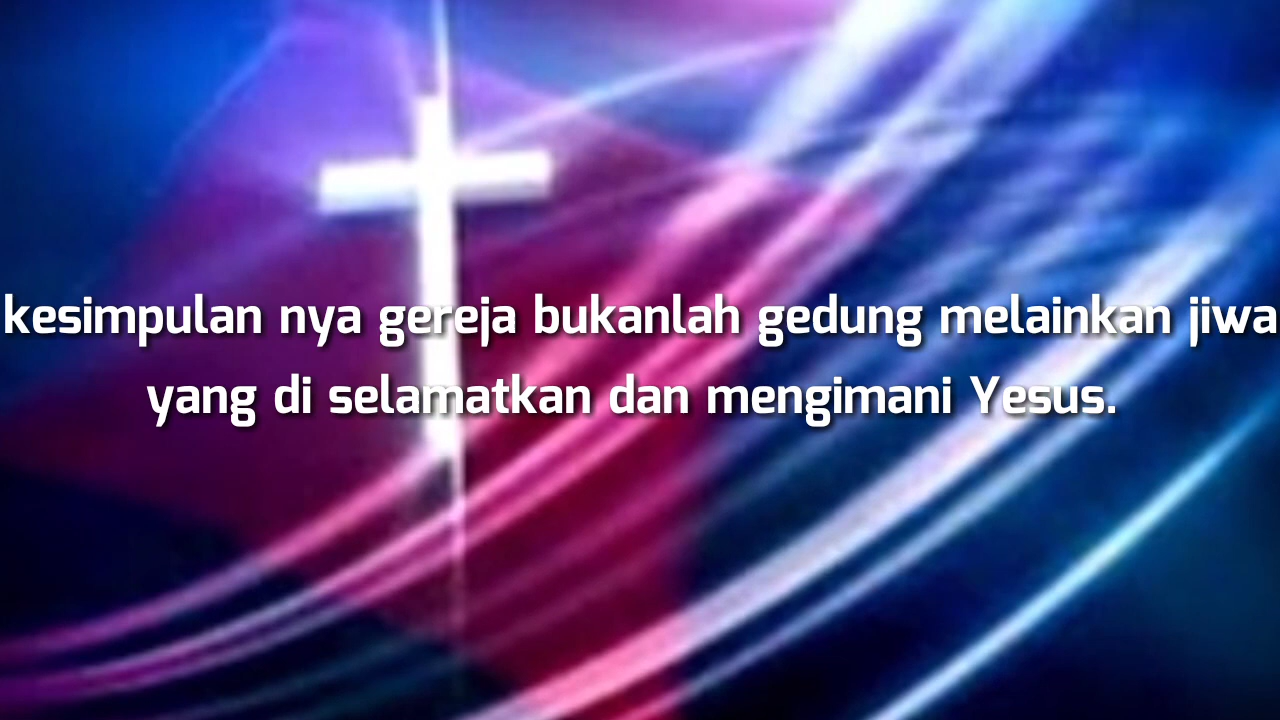 kesimpulan nya gereja bukanlah gedung melainkan jiwa
yang di selamatkan dan mengimani Yesus.